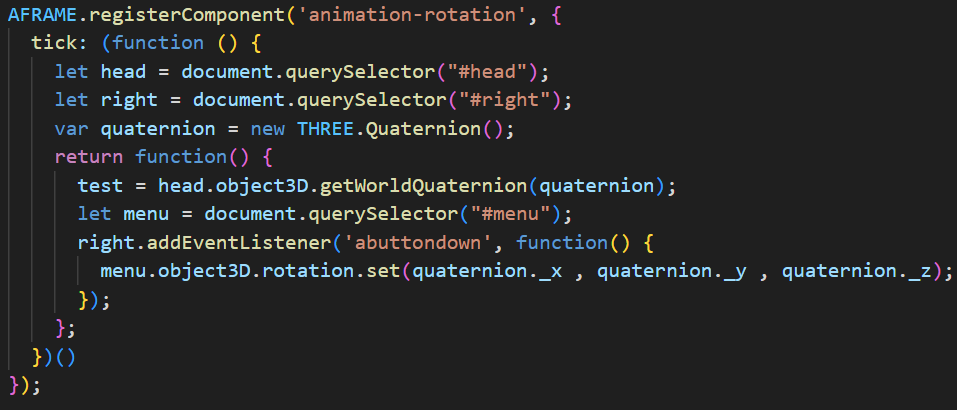 AFRAME.registerComponent('animation-rotation', {
tick: (function () {
let head = document.querySelector("#head");
let right = document.querySelector("#right");
var quaternion = new THREE.Quaternion();
return function() {
test = head.object3D.getWorldQuaternion(quaternion);
let menu = document.querySelector("#menu");
right.addEventListener('abuttondown', function() {
menu.object3D.rotation.set(quaternion._x , quaternion._y , quaternion._z);
});
};
})()
});